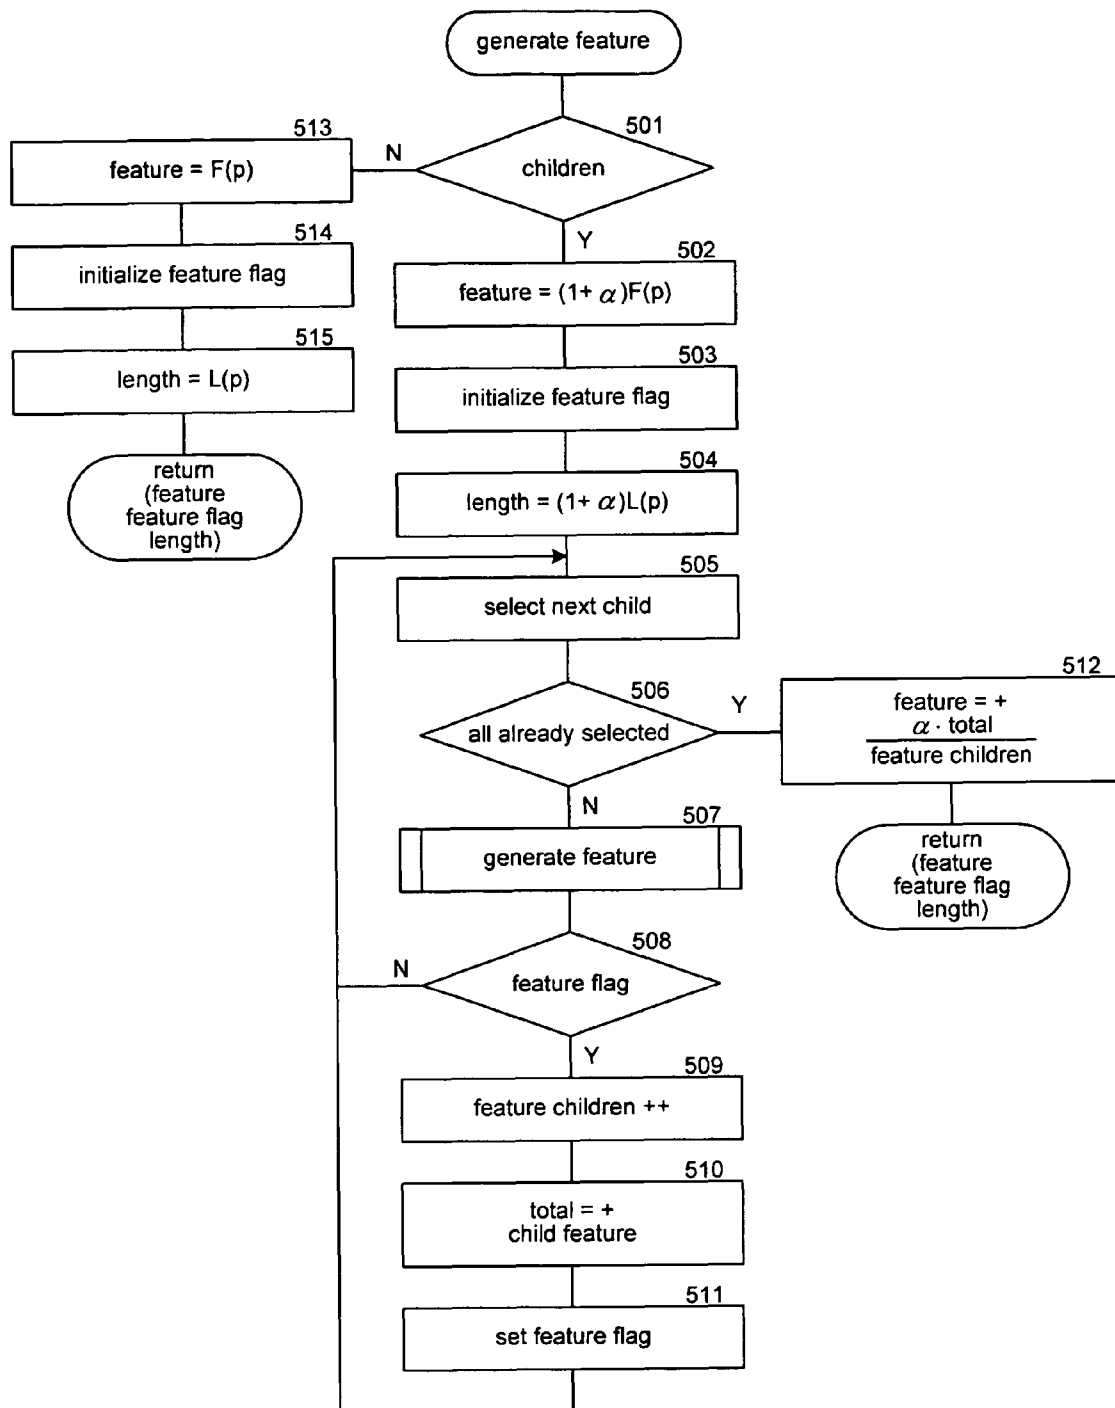 generate feature
501
children
N
Y
513
feature = F(p)
514
initialize feature flag
515
length = L(p)
return
(feature
feature flag
length)
502
feature = (1+ α)F(p)
503
initialize feature flag
504
length = (1+ α)L(p)
505
select next child
506
all already selected
Y
N
512
feature = +
α · total
feature children
return
(feature
feature flag
length)
507
generate feature
508
feature flag
N
Y
509
feature children ++
510
total = +
child feature
511
set feature flag